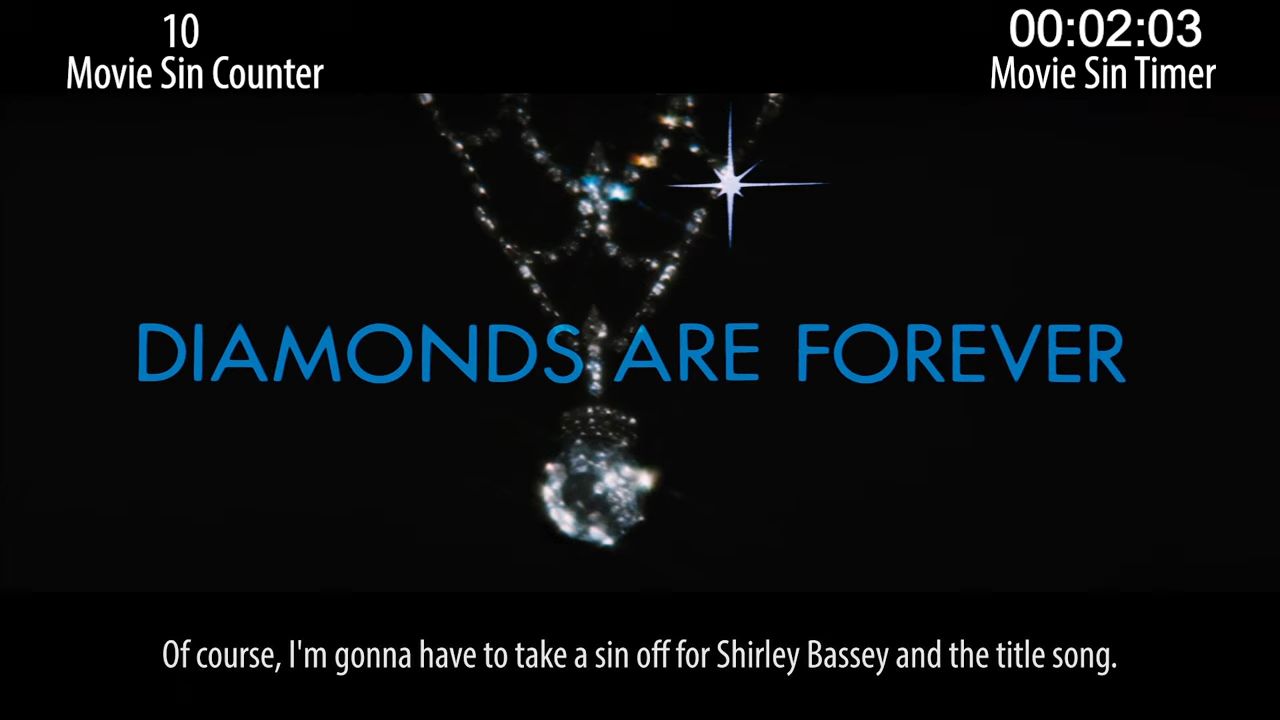 10
Movie Sin Counter
00:02:03
Movie Sin Timer
DIAMONDS ARE FOREVER
Of course, I'm gonna have to take a sin off for Shirley Bassey and the title song.